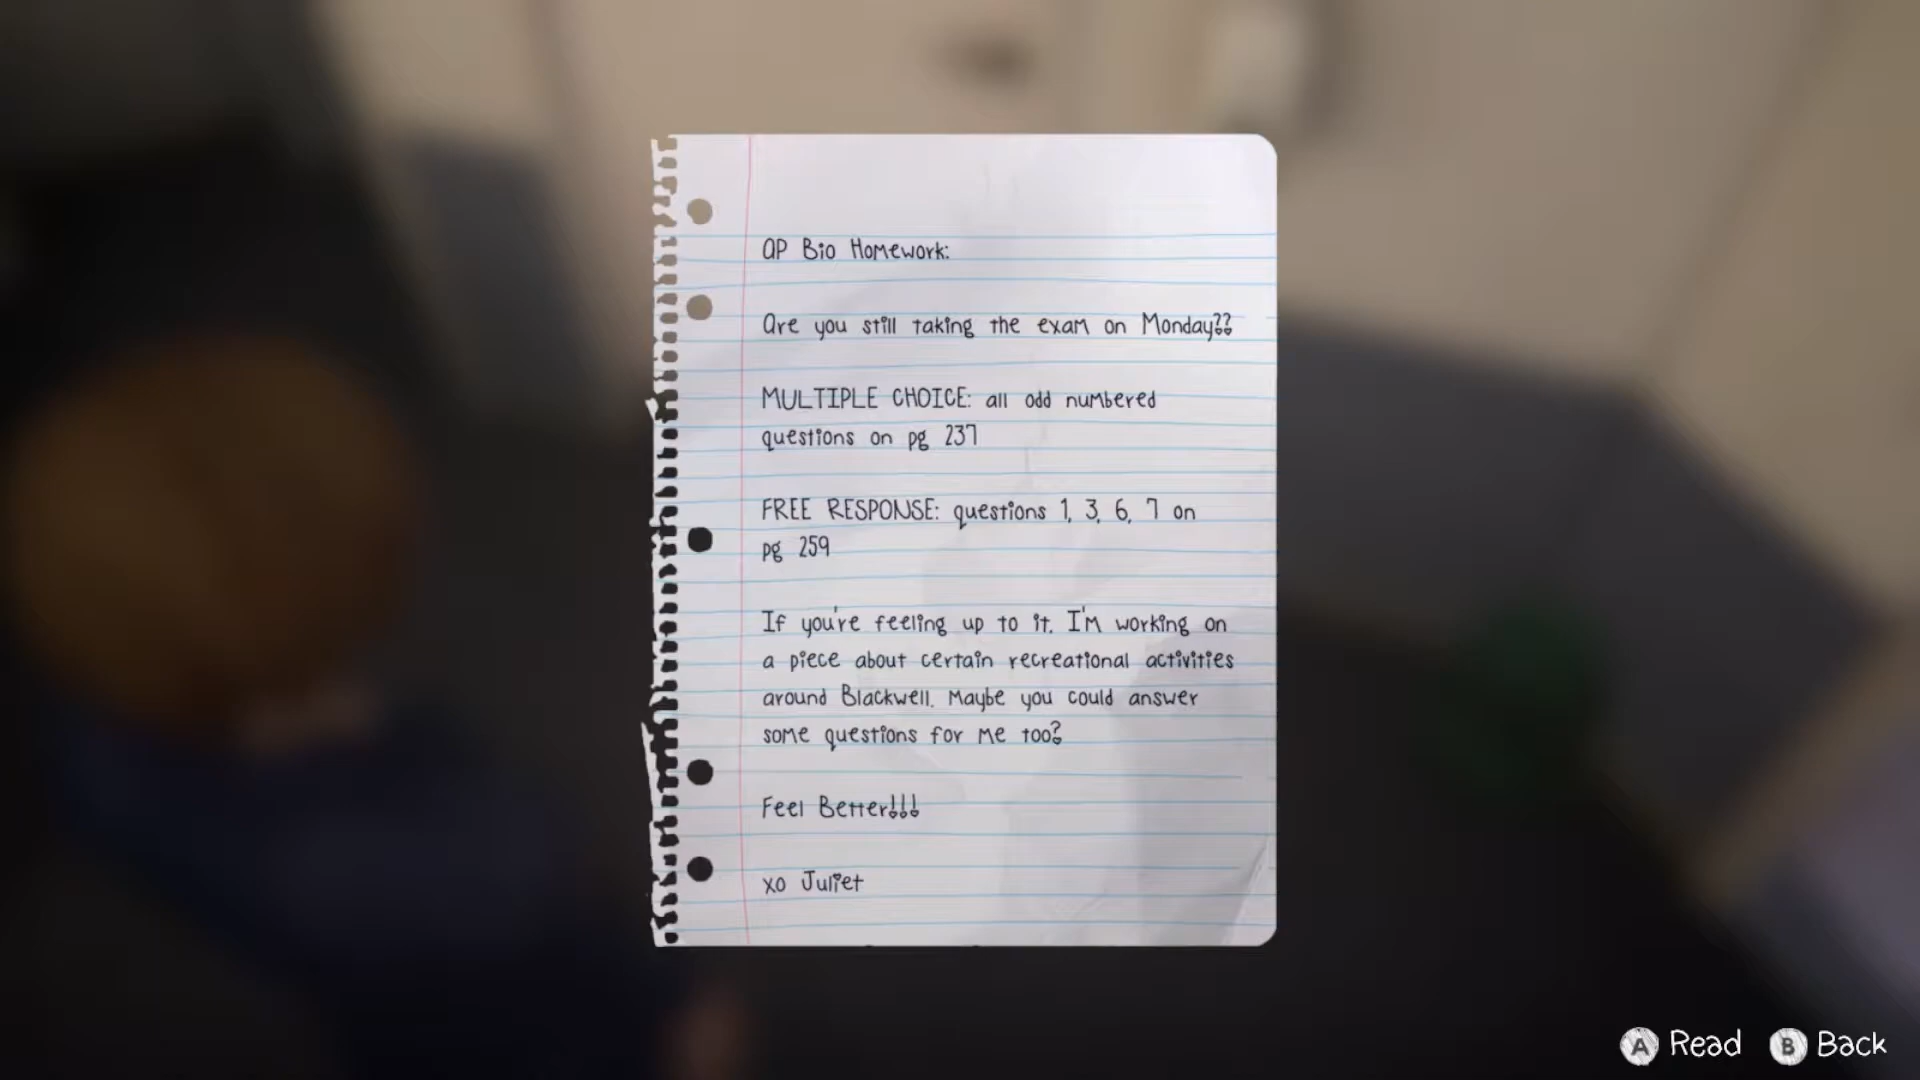 AP Bio Homework:
Are you still taking the exam on Monday??
MULTIPLE CHOICE: all odd numbered
questions on pg 237
FREE RESPONSE: questions 1, 3, 6, 7 on
pg 259
If you're feeling up to it. I'm working on
a piece about certain recreational activities
around Blackwell. Maybe you could answer
some questions for me too?
Feel Better!!!
xo Juliet
A Read B Back